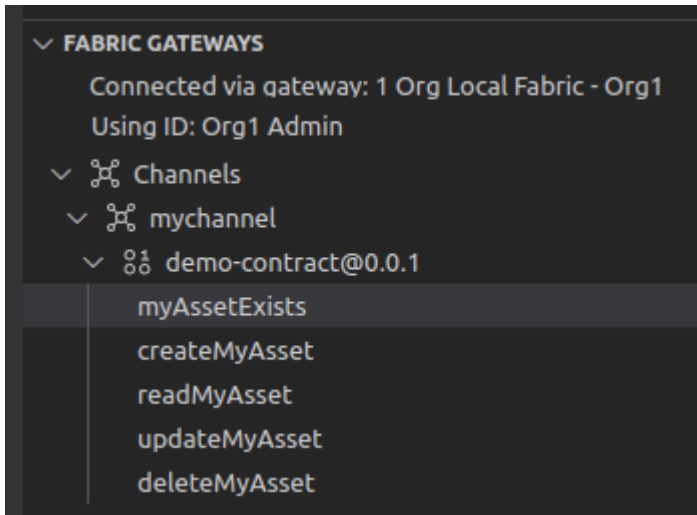 FABRIC GATEWAYS
Connected via gateway: 1 Org Local Fabric - Org1
Using ID: Org1 Admin
Channels
mychannel
demo-contract@0.0.1
myAssetExists
createMyAsset
readMyAsset
updateMyAsset
deleteMyAsset